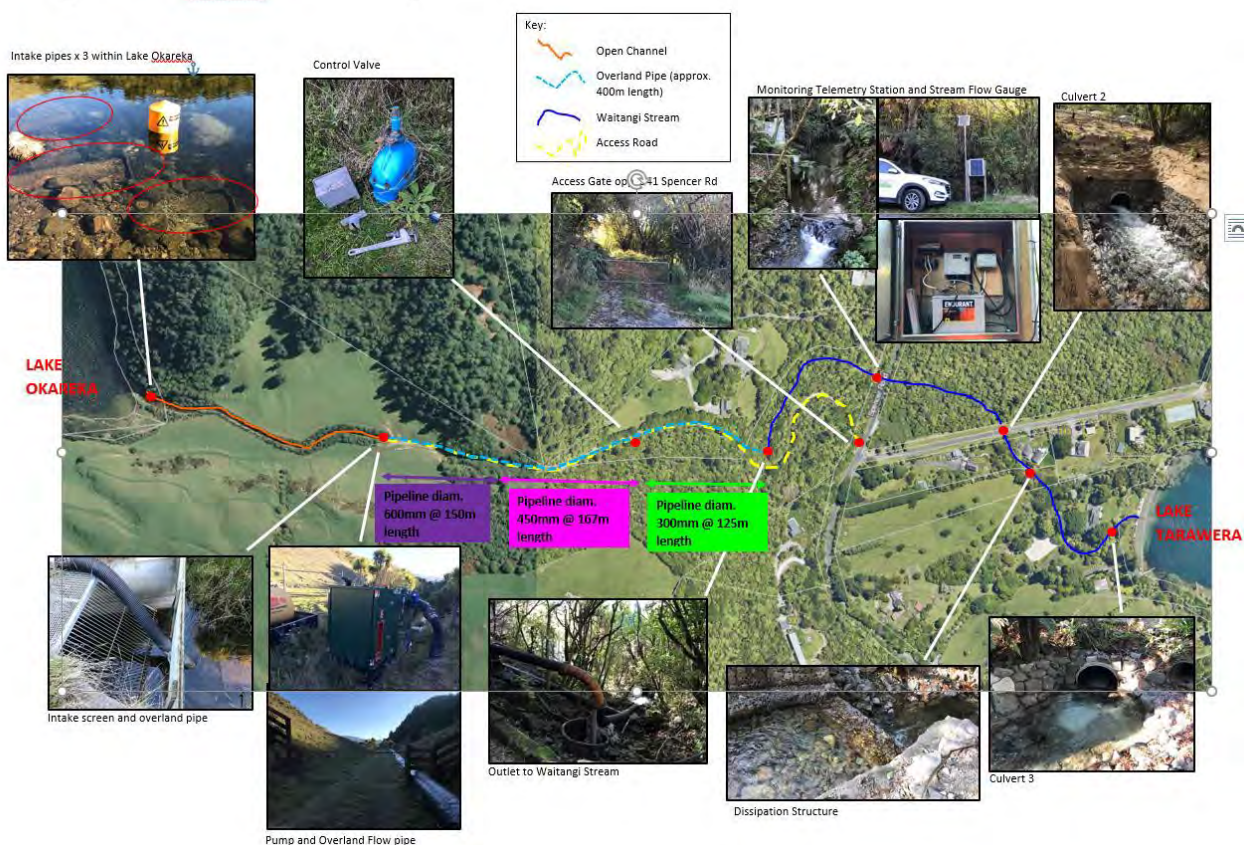 Key:
Open Channel
Overland Pipe (approx.
400m length)
Waitangi Stream
Access Road
Intake pipes x 3 within Lake Okareka
Control Valve
Monitoring Telemetry Station and Stream Flow Gauge
Culvert 2
Access Gate op 41 Spencer Rd
ENDURANT
LAKE
OKAREKA
Pipeline diam.
600mm @ 150m
length
Pipeline diam.
450mm @ 167m
length
Pipeline diam.
300mm @ 125m
length
LAKE
TARAWERA
Intake screen and overland pipe
Outlet to Waitangi Stream
Culvert 3
Dissipation Structure
Pump and Overland Flow pipe